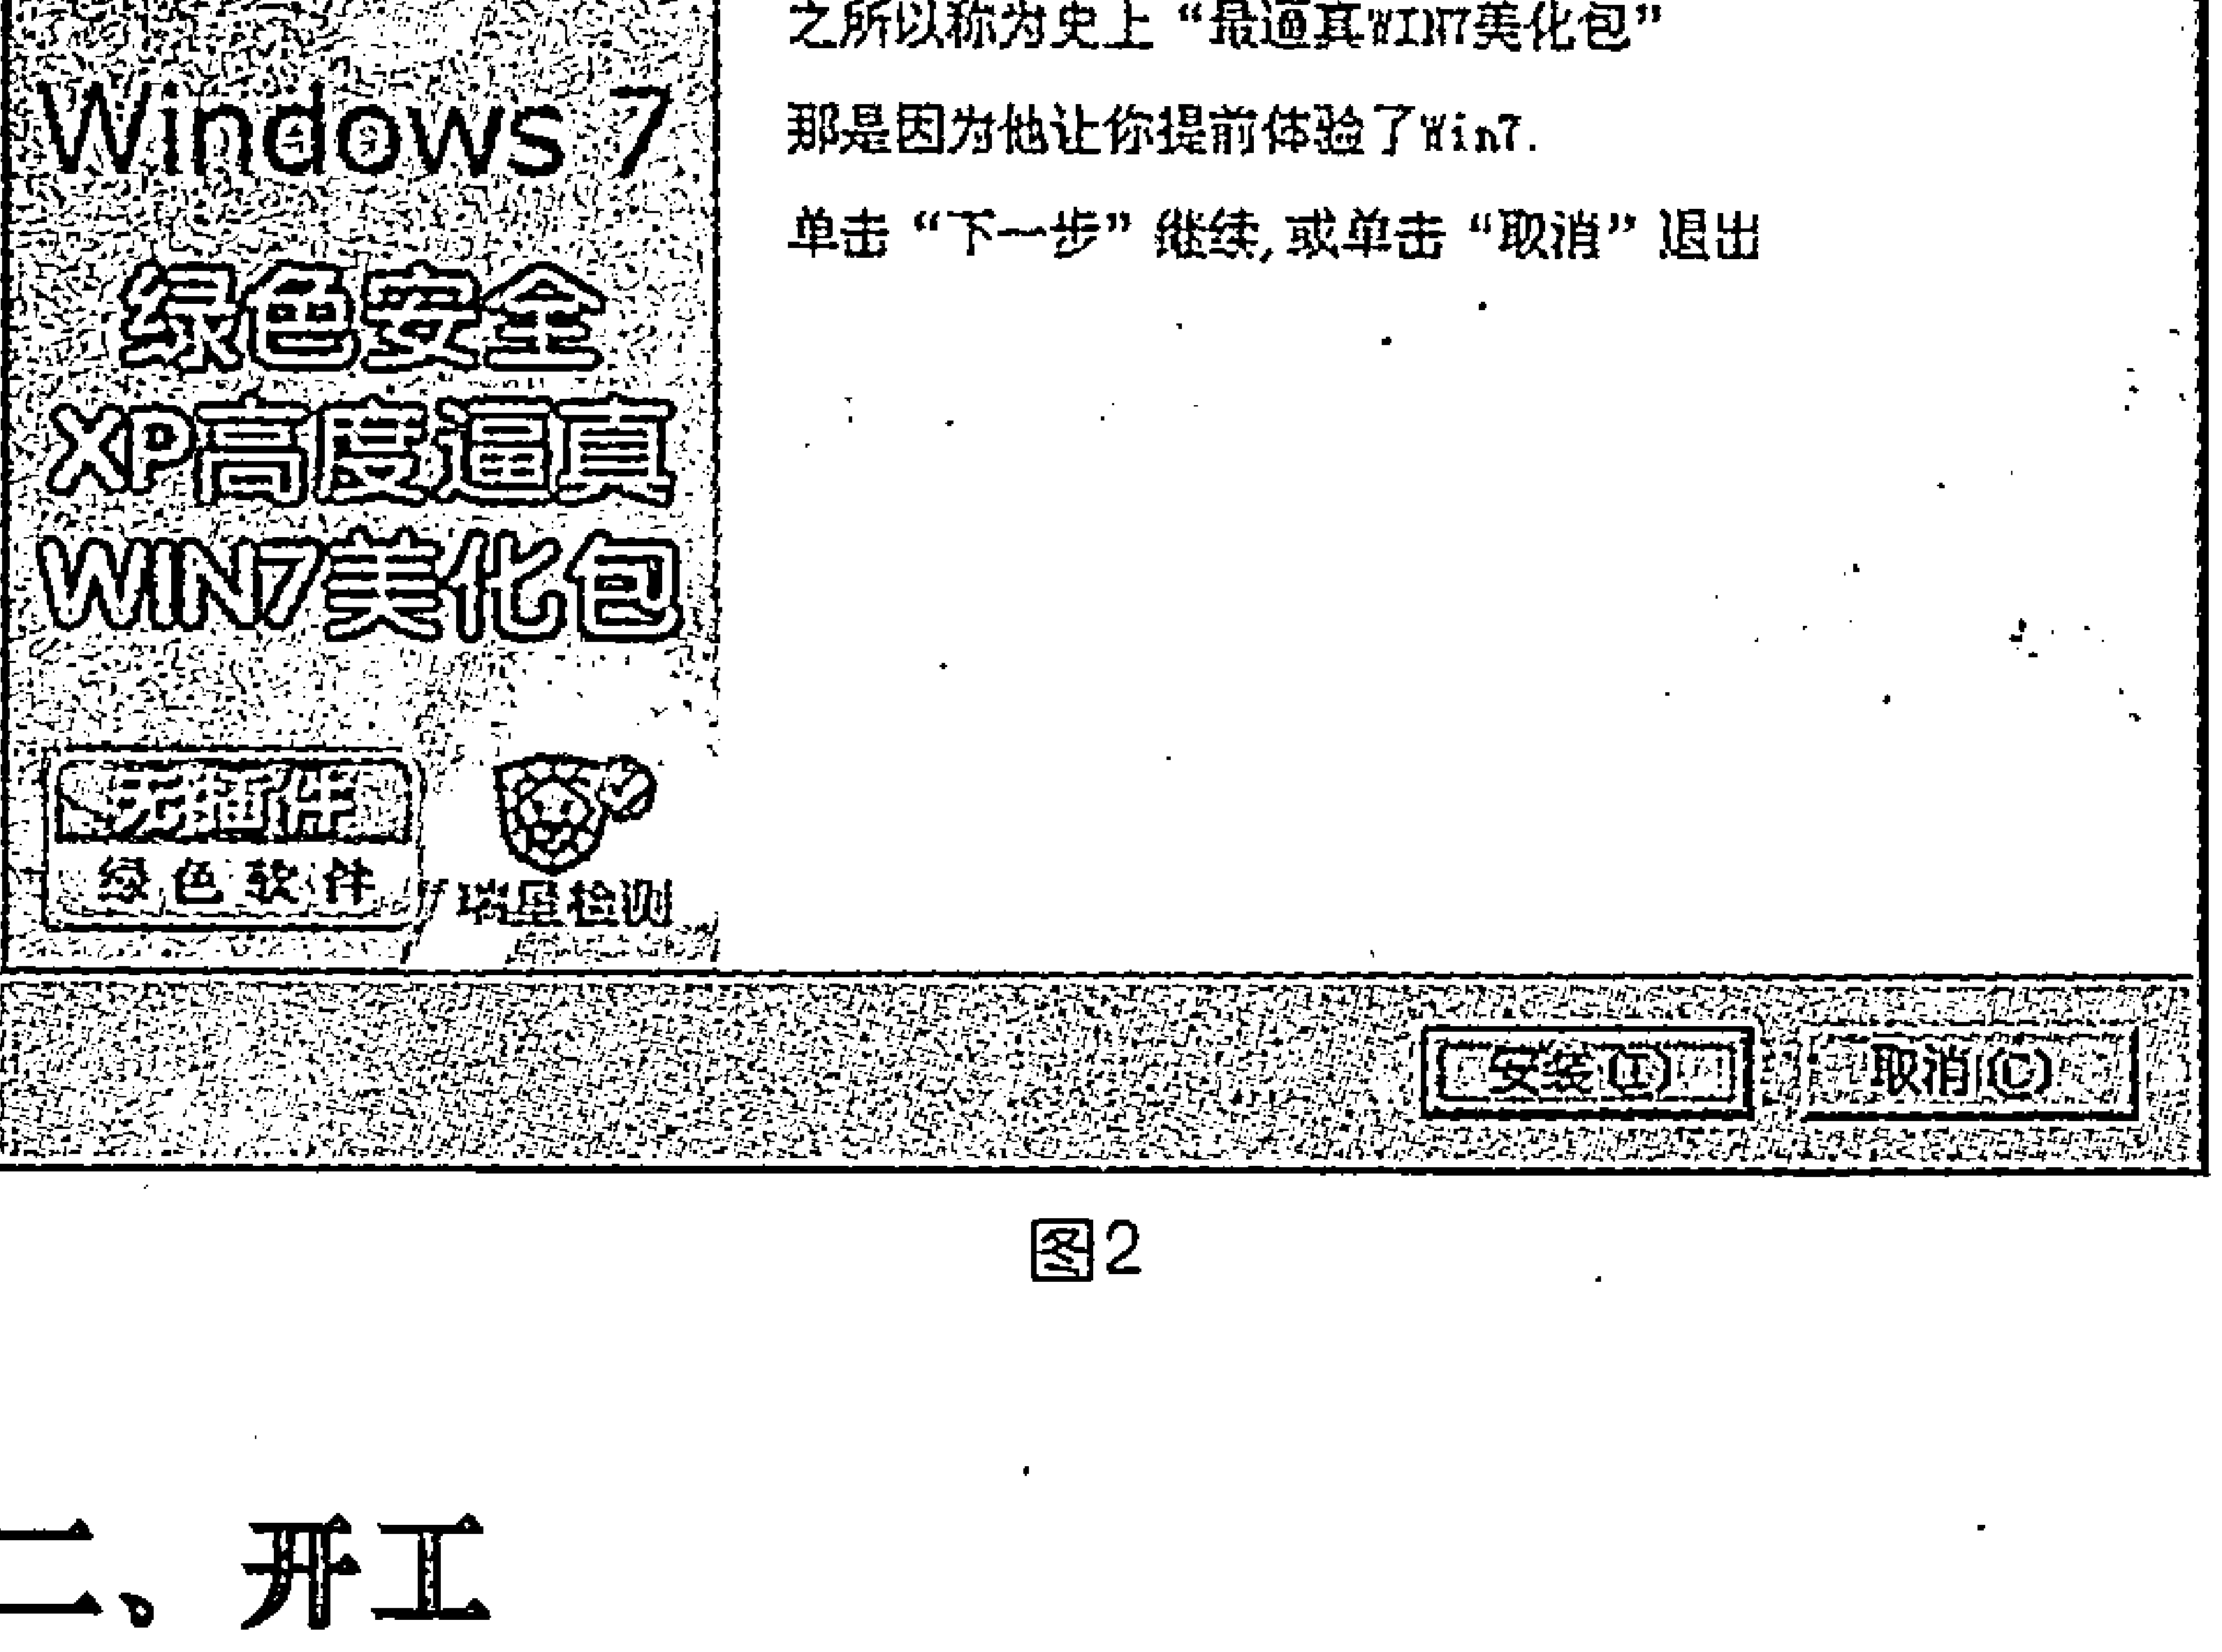 之所以称为史上“最逼真WIN7美化包”
那是因为他让你提前体验了Win7.
单击“下一步”继续,或单击“取消”退出
Windows 7
绿色安全
XP高度逼真
WIN7美化包
无插件
绿色软件
瑞星检测
安装(I)
取消(C)
图2
二、开工